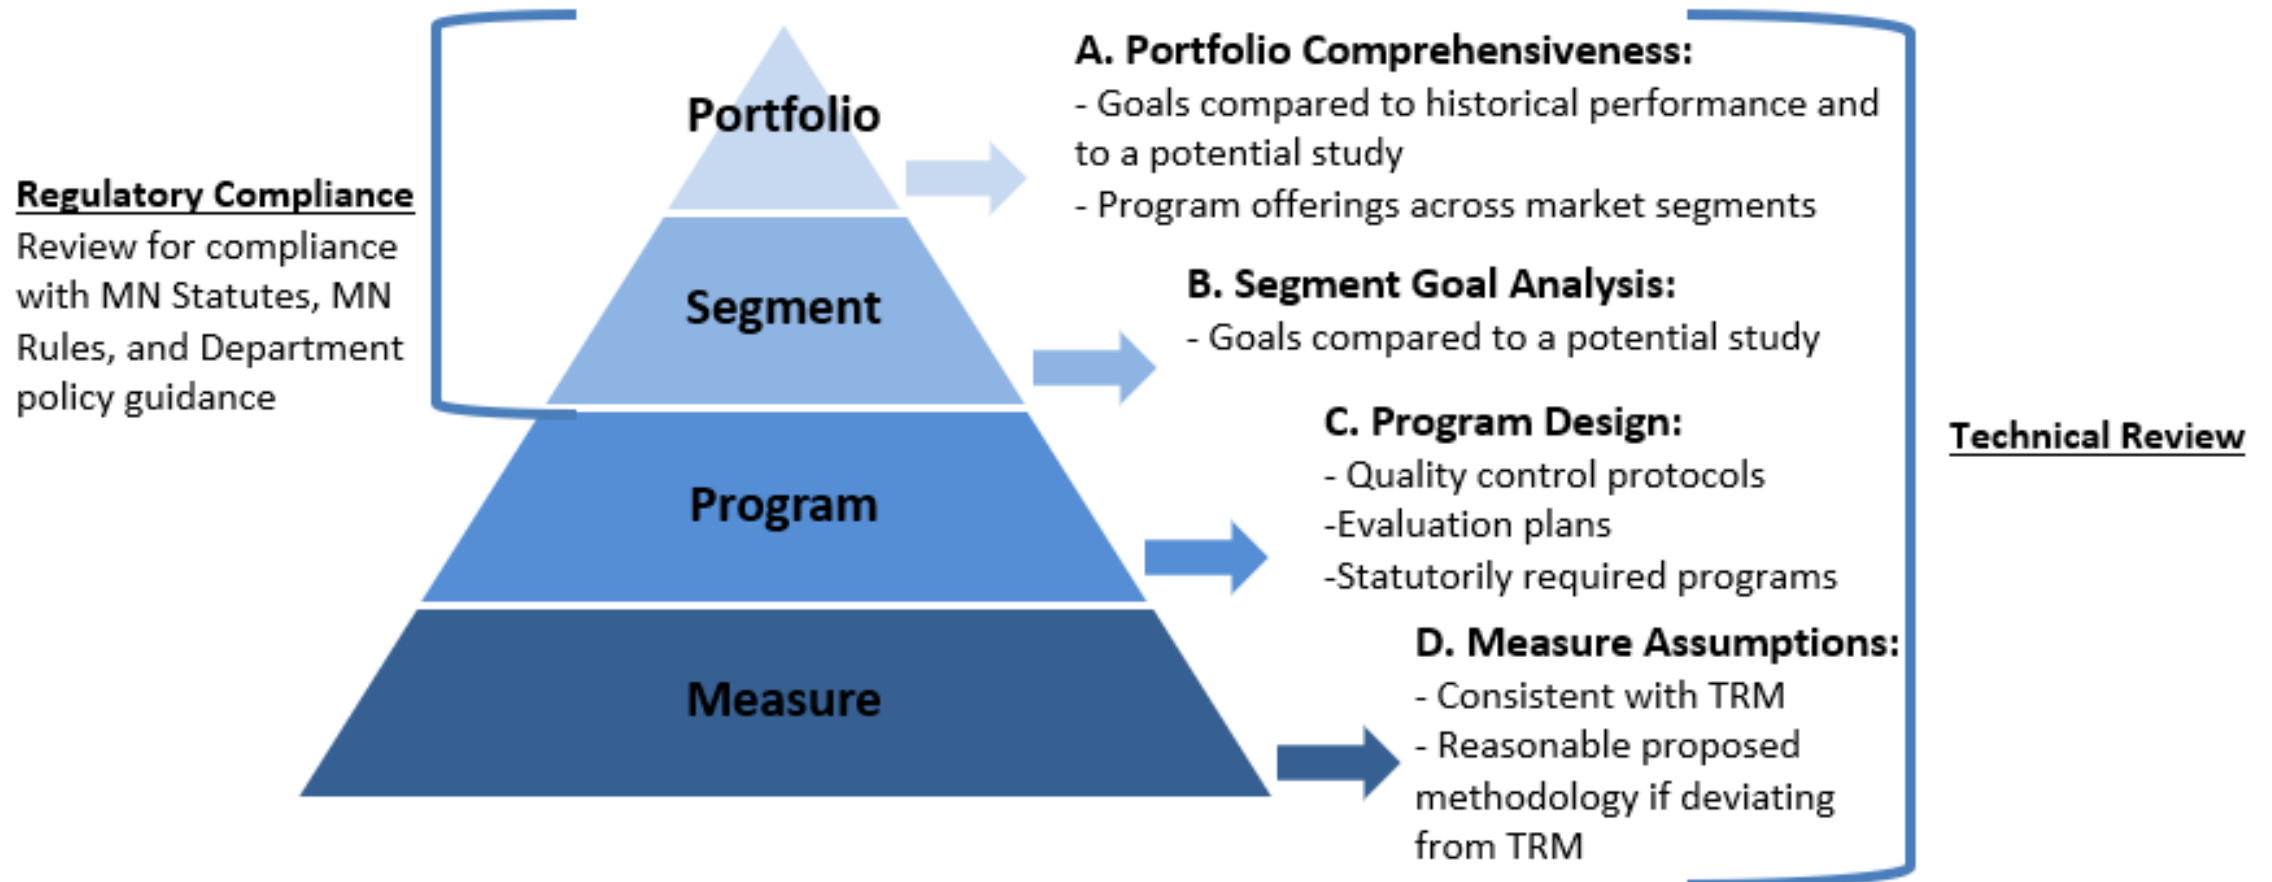 Regulatory Compliance
Review for compliance
with MN Statutes, MN
Rules, and Department
policy guidance
Portfolio
Segment
Program
Measure
A. Portfolio Comprehensiveness:
- Goals compared to historical performance and
to a potential study
- Program offerings across market segments
B. Segment Goal Analysis:
- Goals compared to a potential study
C. Program Design:
- Quality control protocols
-Evaluation plans
-Statutorily required programs
D. Measure Assumptions:
- Consistent with TRM
- Reasonable proposed
methodology if deviating
from TRM
Technical Review